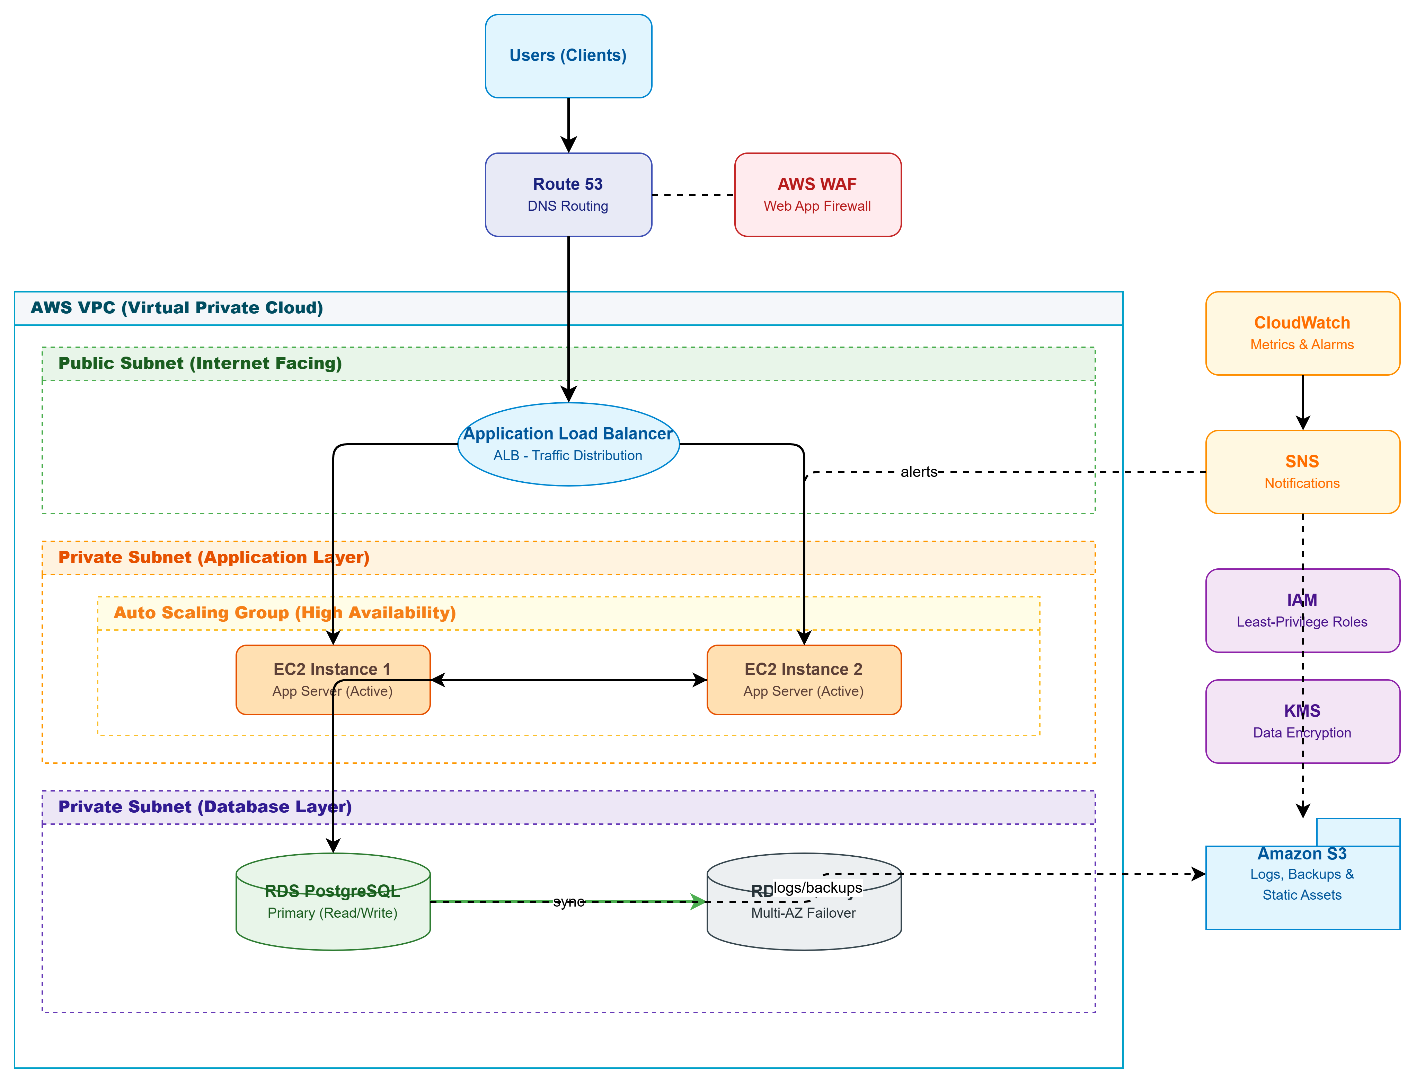 Users (Clients)
Route 53
DNS Routing
AWS WAF
Web App Firewall
AWS VPC (Virtual Private Cloud)
Public Subnet (Internet Facing)
Application Load Balancer
ALB - Traffic Distribution
alerts
CloudWatch
Metrics & Alarms
SNS
Notifications
Private Subnet (Application Layer)
Auto Scaling Group (High Availability)
EC2 Instance 1
App Server (Active)
EC2 Instance 2
App Server (Active)
IAM
Least-Privilege Roles
KMS
Data Encryption
Private Subnet (Database Layer)
RDS PostgreSQL
Primary (Read/Write)
sync
logs/backups
Multi-AZ Failover
Amazon S3
Logs, Backups &
Static Assets